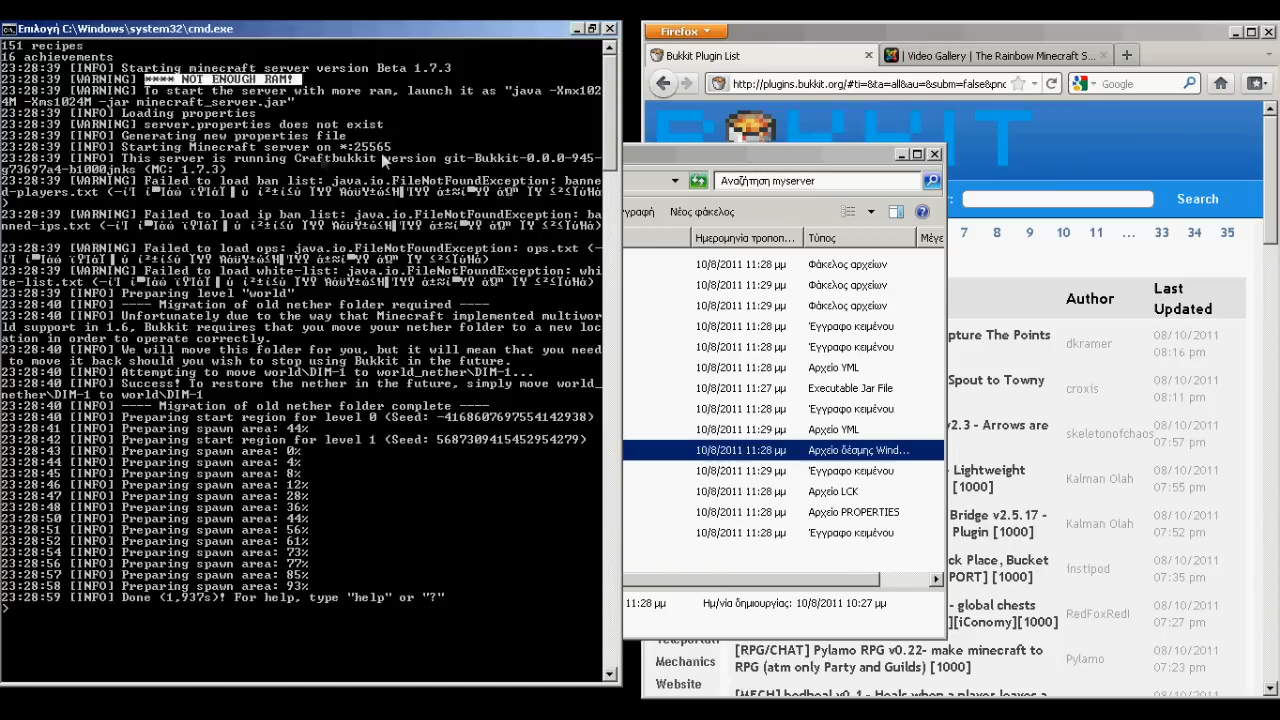 Επιλογή C:\Windows\system32\cmd.exe
151 recipes
16 achievements
23:28:39 [INFO] Starting minecraft server version Beta 1.7.3
23:28:39 [WARNING] **** NOT ENOUGH RAM!
23:28:39 [WARNING] To start the server with more ram, launch it as "java -Xmx102
4M -Xms1024M -jar minecraft_server.jar"
23:28:39 [INFO] Loading properties
23:28:39 [WARNING] server.properties does not exist
23:28:39 [INFO] Generating new properties file
23:28:39 [INFO] Starting Minecraft server on *:25565
23:28:39 [INFO] This server is running Craftbukkit version git-Bukkit-0.0.0-945-
g73697a4-b1000jnks (MC: 1.7.3)
23:28:39 [WARNING] Failed to load ban list: java.io.FileNotFoundException: banne
d-players.txt
23:28:39 [WARNING] Failed to load ip ban list: java.io.FileNotFoundException: ba
nned-ips.txt
23:28:39 [WARNING] Failed to load ops: java.io.FileNotFoundException: ops.txt
23:28:39 [WARNING] Failed to load white-list: java.io.FileNotFoundException: whi
te-list.txt
23:28:39 [INFO] Preparing level "world"
23:28:40 [INFO] ---- Migration of old nether folder required ----
23:28:40 [INFO] Unfortunately due to the way that Minecraft implemented multiwor
ld support in 1.6, Bukkit requires that you move your nether folder to a new loc
ation in order to operate correctly.
23:28:40 [INFO] We will move this folder for you, but it will mean that you need
to move it back should you wish to stop using Bukkit in the future.
23:28:40 [INFO] Attempting to move world\DIM-1 to world_nether\DIM-1...
23:28:40 [INFO] Success! To restore the nether in the future, simply move world_
nether\DIM-1 to world\DIM-1
23:28:40 [INFO] ---- Migration of old nether folder complete ----
23:28:40 [INFO] Preparing start region for level 0 (Seed: -4168607697554142938)
23:28:41 [INFO] Preparing spawn area: 44%
23:28:42 [INFO] Preparing start region for level 1 (Seed: 5687309415452954279)
23:28:43 [INFO] Preparing spawn area: 0%
23:28:44 [INFO] Preparing spawn area: 4%
23:28:45 [INFO] Preparing spawn area: 8%
23:28:46 [INFO] Preparing spawn area: 12%
23:28:47 [INFO] Preparing spawn area: 28%
23:28:48 [INFO] Preparing spawn area: 36%
23:28:50 [INFO] Preparing spawn area: 44%
23:28:51 [INFO] Preparing spawn area: 56%
23:28:52 [INFO] Preparing spawn area: 61%
23:28:54 [INFO] Preparing spawn area: 73%
23:28:56 [INFO] Preparing spawn area: 77%
23:28:57 [INFO] Preparing spawn area: 85%
23:28:58 [INFO] Preparing spawn area: 93%
23:28:59 [INFO] Done (1,937s)! For help, type "help" or "?"
>
Firefox
Bukkit Plugin List
| Video Gallery | The Rainbow Minecraft S...
http://plugins.bukkit.org/#ti=&ta=all&au=&subm=false&pnc
Google
BUKKIT
Search
7 8 9 10 11 ... 33 34 35
Αναζήτηση myserver
γγραφή Νέος φάκελος
Ημερομηνία τροποπ... Τύπος Μέγε
10/8/2011 11:28 μμ Φάκελος αρχείων
10/8/2011 11:28 μμ Φάκελος αρχείων
10/8/2011 11:29 μμ Φάκελος αρχείων
10/8/2011 11:28 μμ Έγγραφο κειμένου
10/8/2011 11:28 μμ Έγγραφο κειμένου
10/8/2011 11:28 μμ Αρχείο YML
10/8/2011 11:27 μμ Executable Jar File
10/8/2011 11:28 μμ Έγγραφο κειμένου
10/8/2011 11:28 μμ Αρχείο YML
10/8/2011 11:28 μμ Αρχείο δέσμης Wind...
10/8/2011 11:29 μμ Έγγραφο κειμένου
10/8/2011 11:28 μμ Αρχείο LCK
10/8/2011 11:28 μμ Αρχείο PROPERTIES
10/8/2011 11:28 μμ Έγγραφο κειμένου
11:28 μμ Ημ/νία δημιουργίας: 10/8/2011 10:27 μμ
Author
Last
Updated
pture The Points
dkramer
08/10/2011
08:16 pm
Spout to Towny
croxis
08/10/2011
08:11 pm
v2.3 - Arrows are
skeletonofchaos
08/10/2011
07:57 pm
Lightweight
[1000]
Kalman Olah
08/10/2011
07:55 pm
Bridge v2.5.17 -
Plugin [1000]
Kalman Olah
08/10/2011
07:52 pm
ck Place, Bucket
PORT] [1000]
instipod
08/10/2011
07:35 pm
- global chests
][iConomy][1000]
RedFoxRedl
08/10/2011
07:27 pm
Mechanics
Website
[RPG/CHAT] Pylamo RPG v0.22- make minecraft to
RPG (atm only Party and Guilds) [1000]
Pylamo
08/10/2011
07:23 pm
[MECH] bedheal v0.1 - Heals when a player leaves a